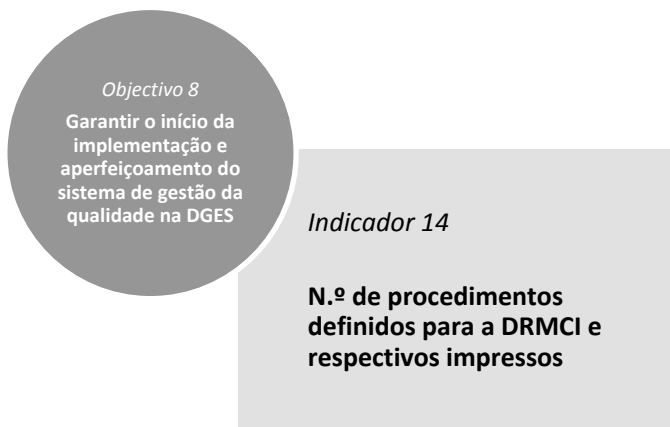 Objectivo 8
Garantir o início da
implementação e
aperfeiçoamento do
sistema de gestão da
qualidade na DGES
Indicador 14
N.º de procedimentos
definidos para a DRMCI e
respectivos impressos